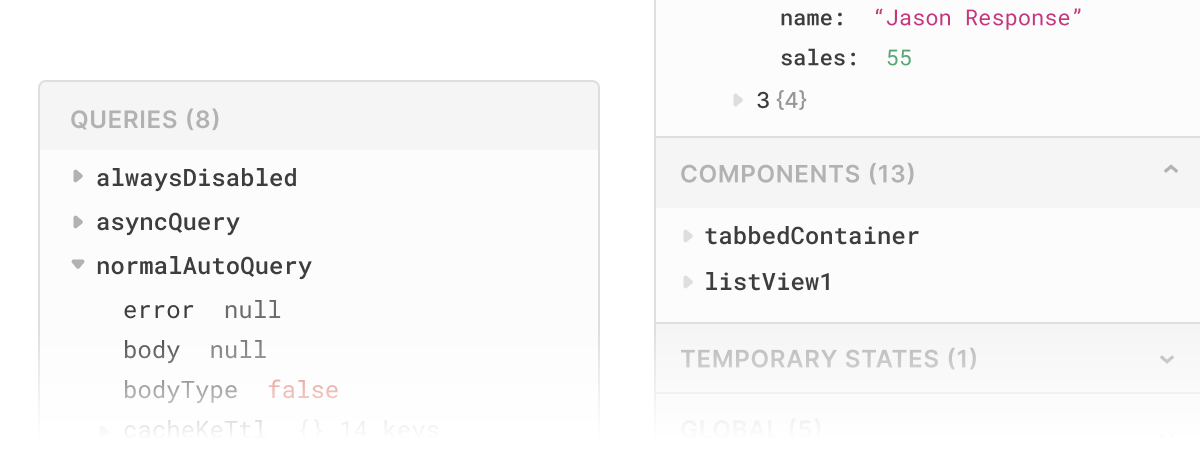 QUERIES (8)
alwaysDisabled
asyncQuery
normalAutoQuery
error null
body null
bodyType false
cacheKeTtl {} 14 keys
name: “Jason Response”
sales: 55
3 {4}
COMPONENTS (13)
tabbedContainer
listView1
TEMPORARY STATES (1)
GLOBAL (5)